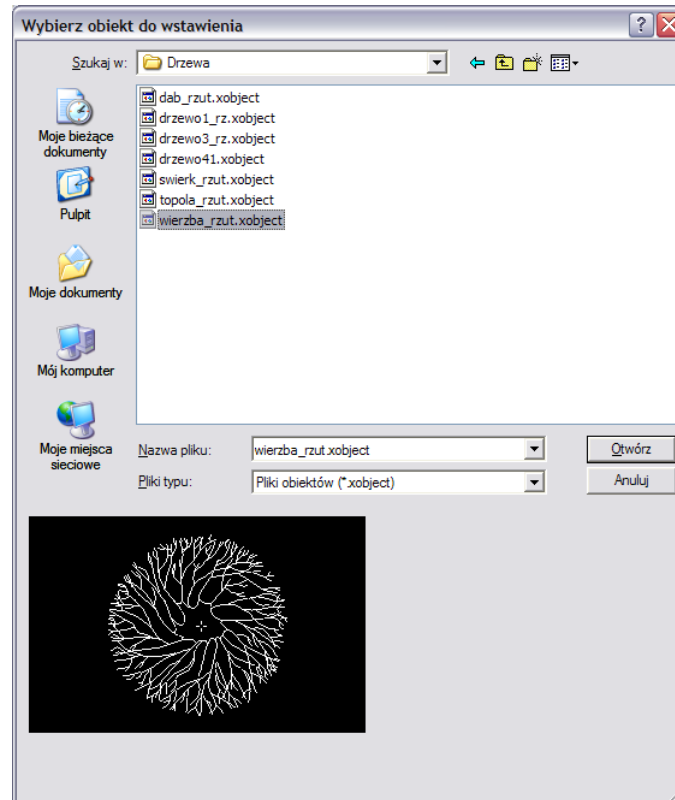 Wybierz obiekt do wstawienia
Szukaj w:
Drzewa
Moje bieżące
dokumenty
Pulpit
Moje dokumenty
Mój komputer
Moje miejsca
sieciowe
dab_rzut.xobject
drzewo1_rz.xobject
drzewo3_rz.xobject
drzewo41.xobject
swierk_rzut.xobject
topola_rzut.xobject
wierzba_rzut.xobject
Nazwa pliku:
wierzba_rzut.xobject
Otwórz
Pliki typu:
Pliki obiektów (*.xobject)
Anuluj